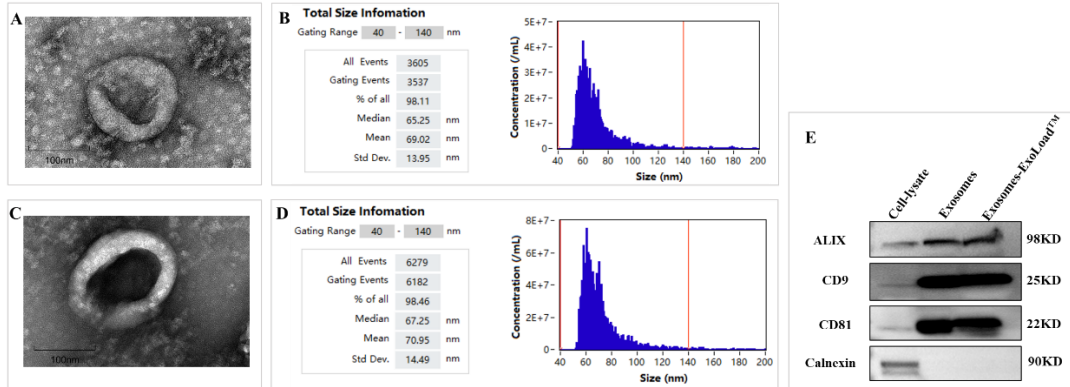 A
100nm
B
Total Size Infomation
Gating Range 40 - 140 nm
All Events 3605
Gating Events 3537
% of all 98.11
Median 65.25 nm
Mean 69.02 nm
Std Dev. 13.95 nm
Concentration (/mL)
5E+7
4E+7
3E+7
2E+7
1E+7
0
40 60 80 100 120 140 160 180 200
Size (nm)
C
100nm
D
Total Size Infomation
Gating Range 40 - 140 nm
All Events 6279
Gating Events 6182
% of all 98.46
Median 67.25 nm
Mean 70.95 nm
Std Dev. 14.49 nm
Concentration (/mL)
8E+7
6E+7
4E+7
2E+7
0
40 60 80 100 120 140 160 180 200
Size (nm)
E
Cell-lysate
Exosomes
Exosomes-ExoLoad™
ALIX 98KD
CD9 25KD
CD81 22KD
Calnexin 90KD